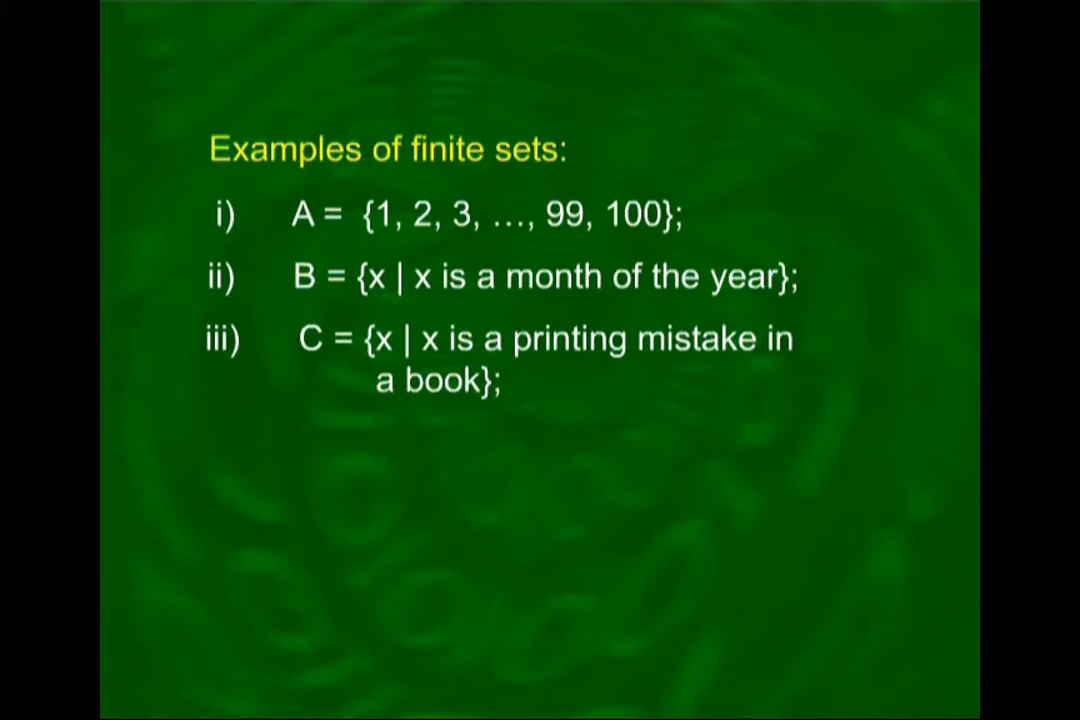 Examples of finite sets:
i) A = {1, 2, 3, ..., 99, 100};
ii) B = {x | x is a month of the year};
iii) C = {x | x is a printing mistake in
a book};